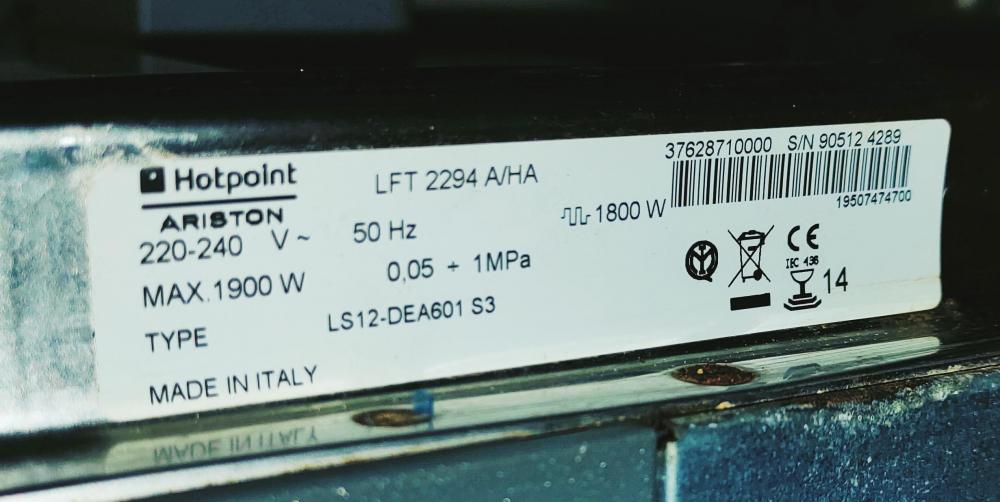 Hotpoint
ARISTON
LFT 2294 A/HA
37628710000 S/N 90512 4289
19507474700
220-240 V ~ 50 Hz
1800 W
MAX.1900 W 0,05 ÷ 1MPa
IEC 436
14
TYPE LS12-DEA601 S3
MADE IN ITALY
MADE IN ITALY